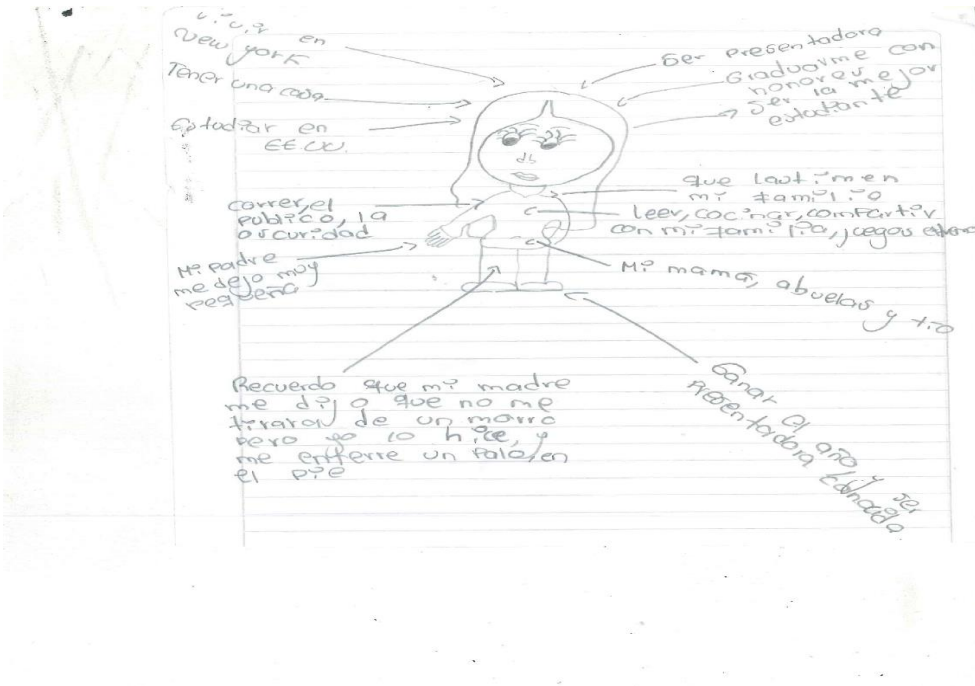 vivir en
New york
Tener una casa
Estudiar en
EE.UU.
Ser presentadora
Graduarme con
honores
ser la mejor
estudiante
correr, el
publico, la
oscuridad
Mi padre
me dejo muy
pequeña
que lastimen
mi familia
leer, cocinar, compartir
con mi familia, juegos
Mi mamá, abuelas y tio
Recuerdo que mi madre
me dijo que no me
tirara de un morro
pero yo lo hice, y
me enterre un palo, en
el pie
Ganar el año y ser
presentadora conocida